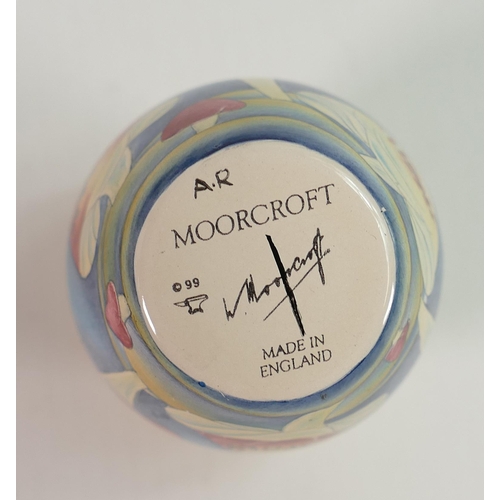 A.R
MOORCROFT
©99
W. Moorcroft.
MADE IN
ENGLAND